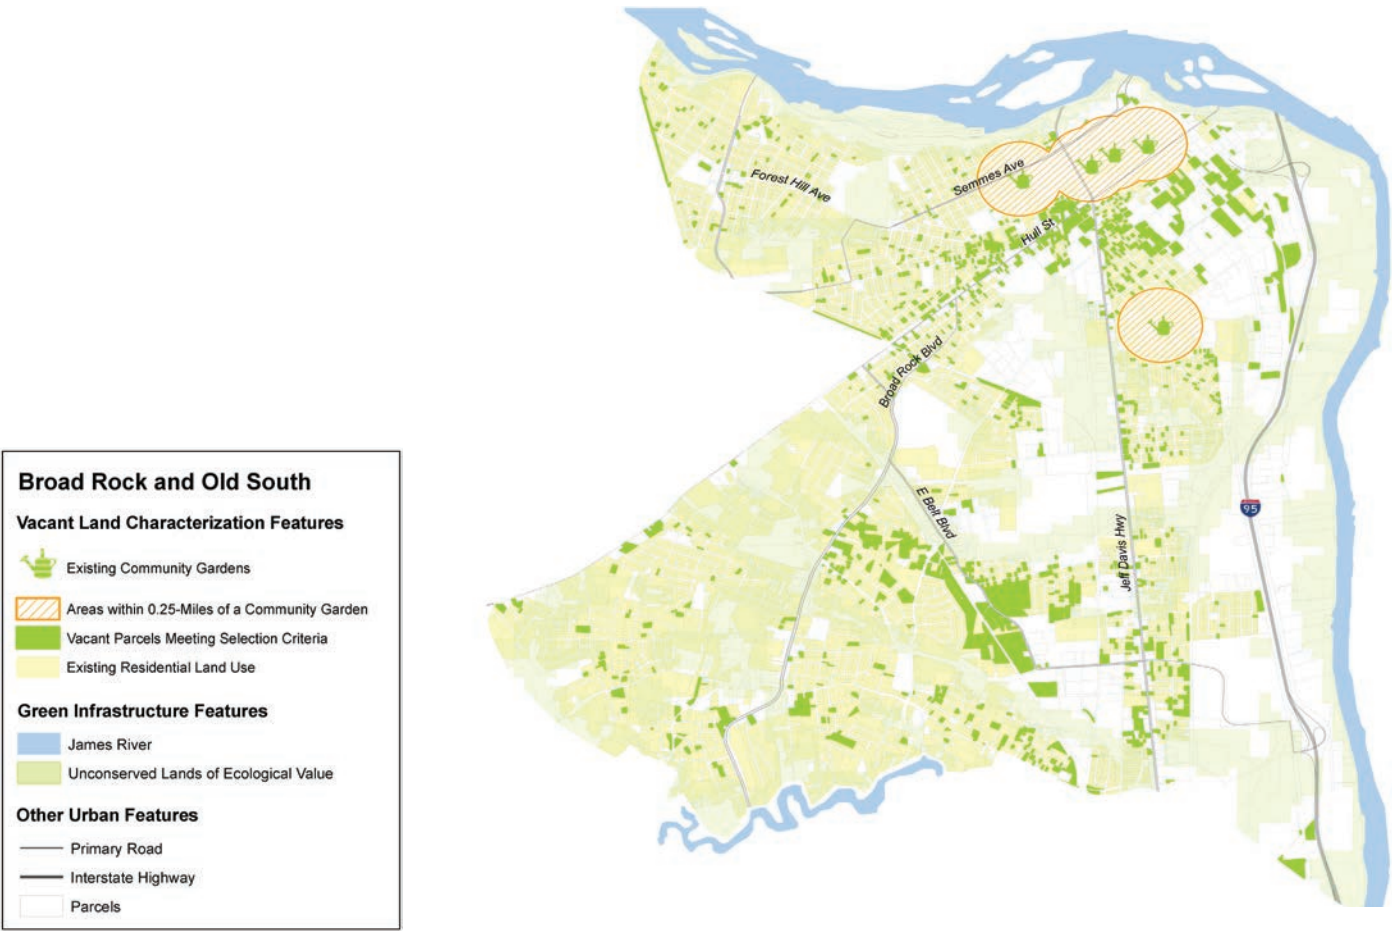 Forest Hill Ave
Semmes Ave
Hull St
Broad Rock Blvd
E Belt Blvd
Jeff Davis Hwy
95
Broad Rock and Old South
Vacant Land Characterization Features
Existing Community Gardens
Areas within 0.25-Miles of a Community Garden
Vacant Parcels Meeting Selection Criteria
Existing Residential Land Use
Green Infrastructure Features
James River
Unconserved Lands of Ecological Value
Other Urban Features
Primary Road
Interstate Highway
Parcels